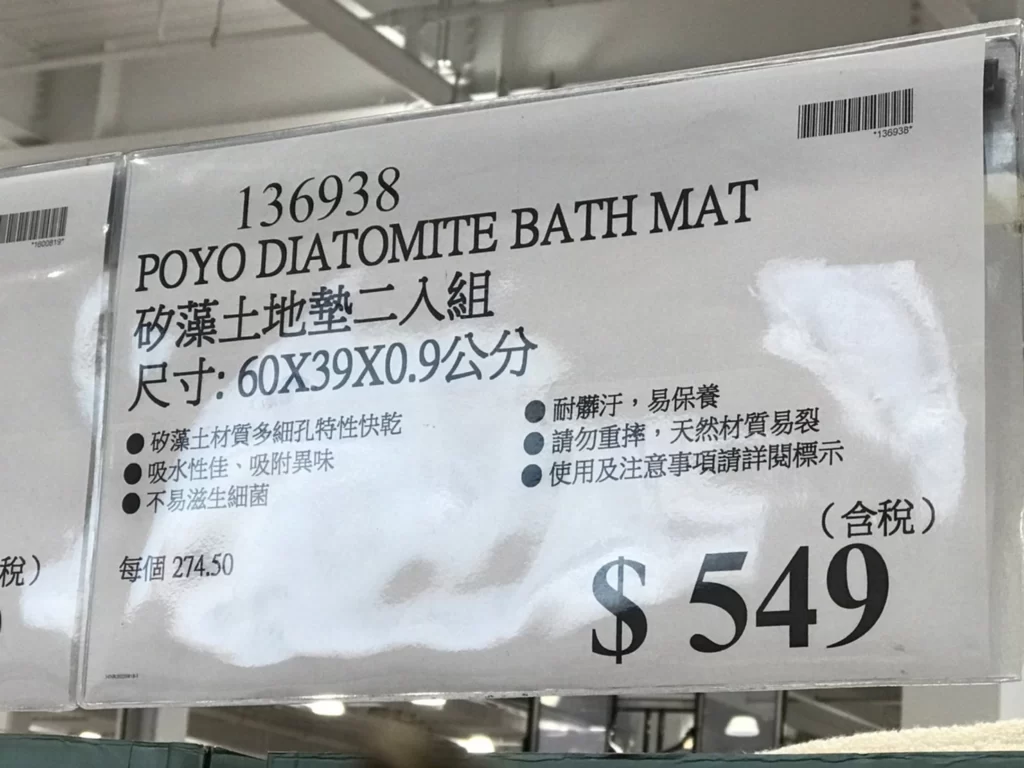 *136938*
*1600819*
136938
POYO DIATOMITE BATH MAT
矽藻土地墊二入組
尺寸: 60X39X0.9公分
● 矽藻土材質多細孔特性快乾
● 吸水性佳、吸附異味
● 不易滋生細菌
● 耐髒汙，易保養
● 請勿重摔，天然材質易裂
● 使用及注意事項請詳閱標示
每個 274.50
（含稅）
$ 549
稅）